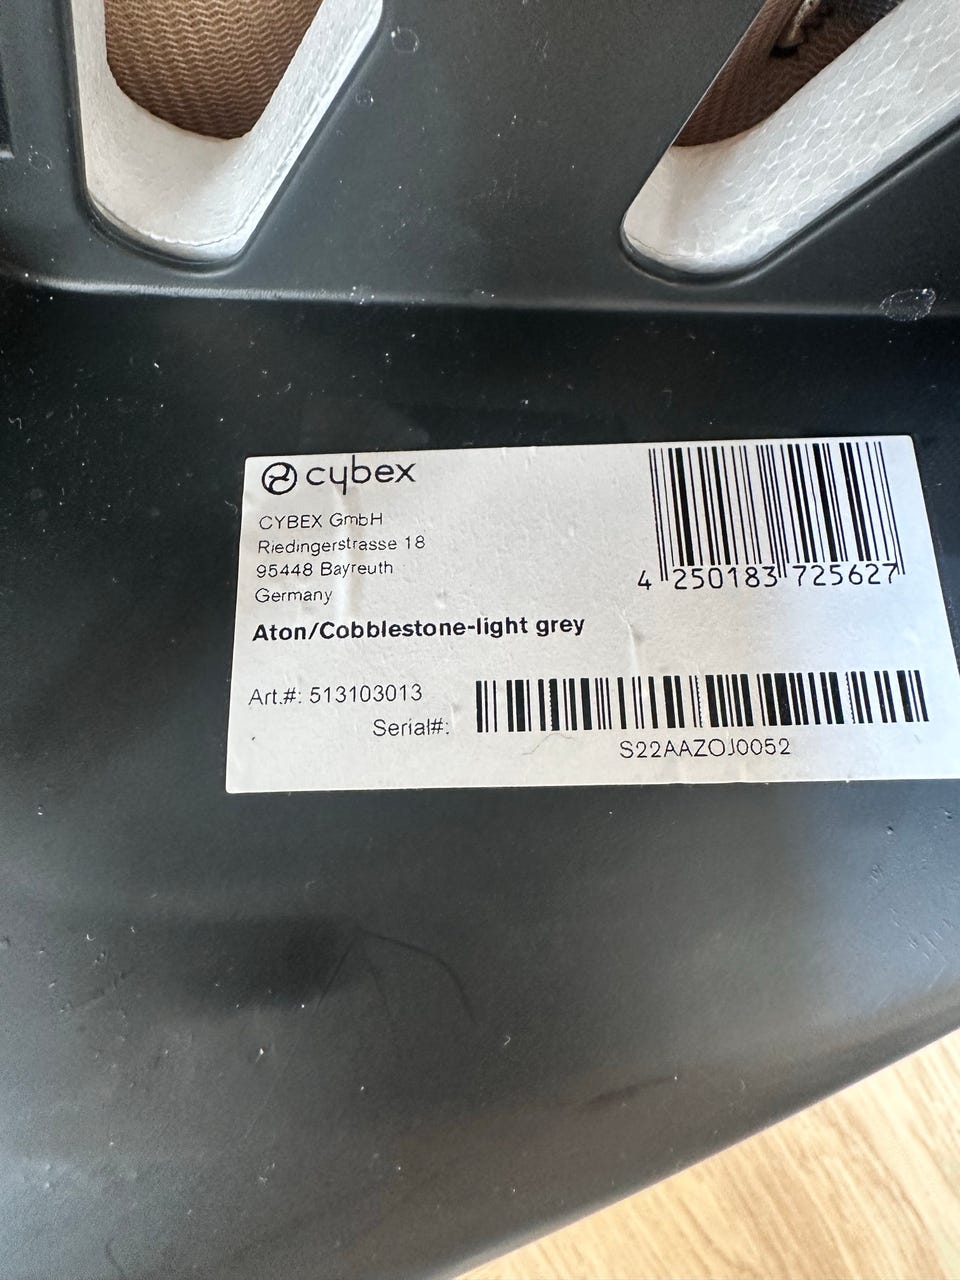 cybex
CYBEX GmbH
Riedingerstrasse 18
95448 Bayreuth
Germany
4 250183 725627
Aton/Cobblestone-light grey
Art.#: 513103013
Serial#:
S22AAZOJ0052